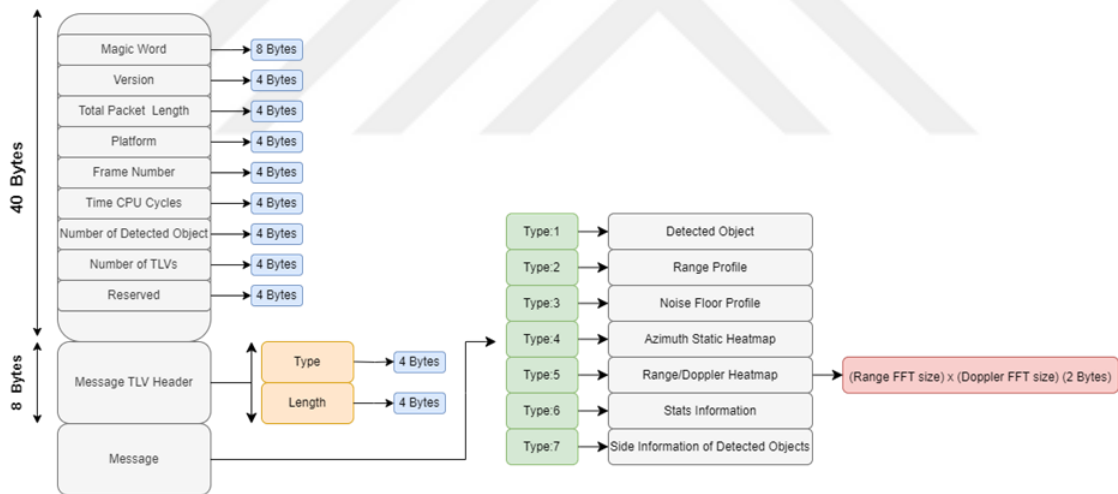 40 Bytes
Magic Word
8 Bytes
Version
4 Bytes
Total Packet Length
4 Bytes
Platform
4 Bytes
Frame Number
4 Bytes
Time CPU Cycles
4 Bytes
Number of Detected Object
4 Bytes
Number of TLVs
4 Bytes
Reserved
4 Bytes
8 Bytes
Message TLV Header
Type
4 Bytes
Length
4 Bytes
Message
Type:1
Detected Object
Type:2
Range Profile
Type:3
Noise Floor Profile
Type:4
Azimuth Static Heatmap
Type:5
Range/Doppler Heatmap
(Range FFT size) x (Doppler FFT size) (2 Bytes)
Type:6
Stats Information
Type:7
Side Information of Detected Objects